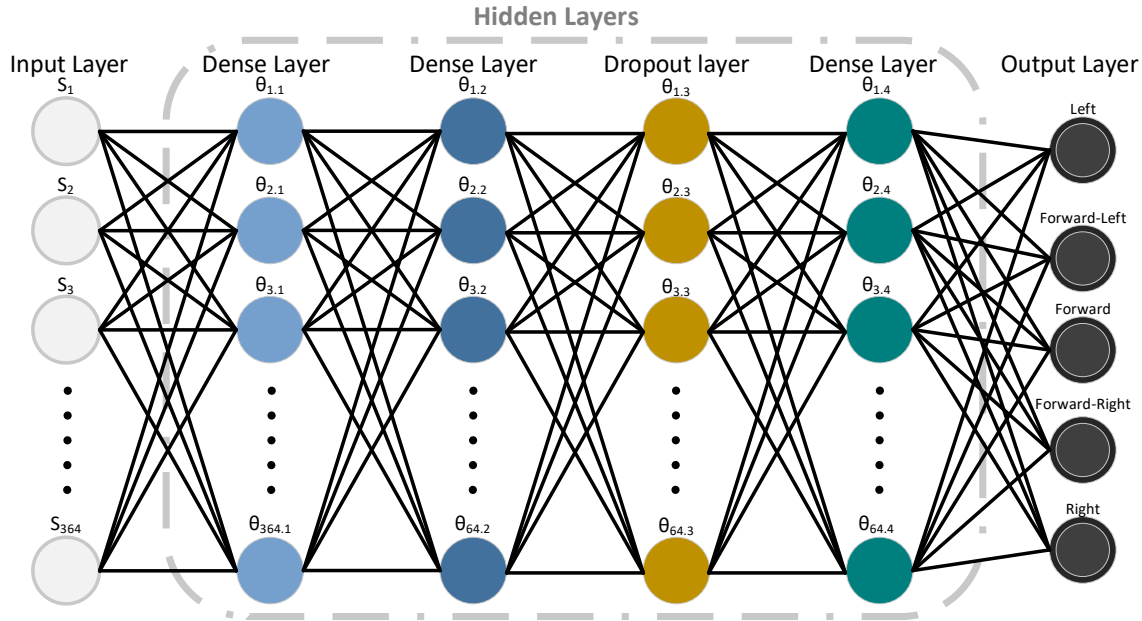 Hidden Layers
Input Layer
Dense Layer
Dense Layer
Dropout layer
Dense Layer
Output Layer
S1
S2
S3
S364
θ1.1
θ2.1
θ3.1
θ364.1
θ1.2
θ2.2
θ3.2
θ64.2
θ1.3
θ2.3
θ3.3
θ64.3
θ1.4
θ2.4
θ3.4
θ64.4
Left
Forward-Left
Forward
Forward-Right
Right